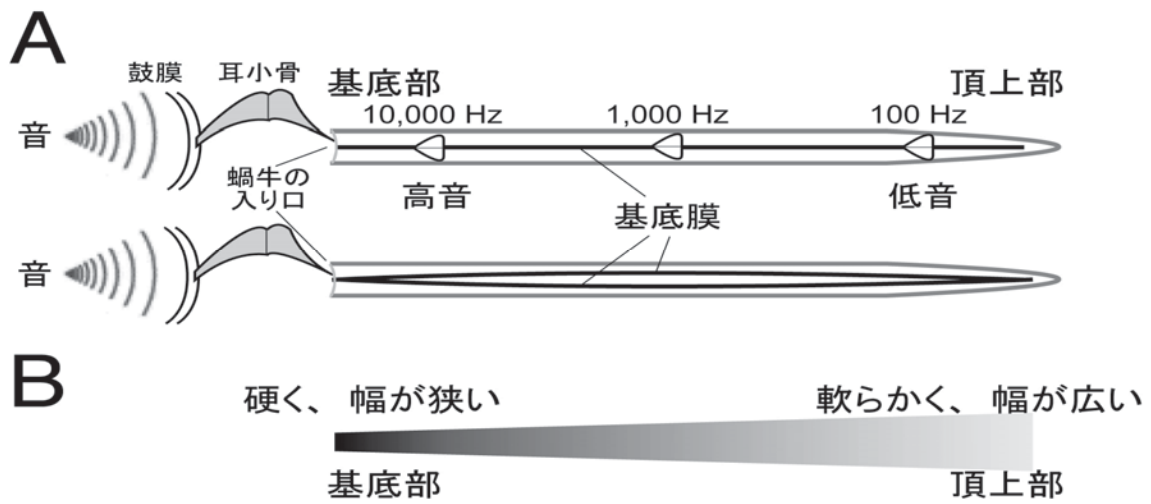 A
鼓膜
耳小骨
基底部
頂上部
10,000 Hz
1,000 Hz
100 Hz
音
蝸牛の
入り口
高音
低音
基底膜
音
B
硬く、幅が狭い
軟らかく、幅が広い
基底部
頂上部